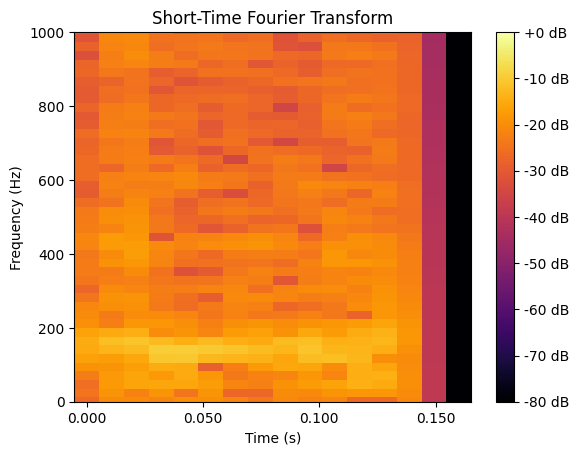 Short-Time Fourier Transform
Frequency (Hz)
1000
800
600
400
200
0
0.000 0.050 0.100 0.150
Time (s)
+0 dB
-10 dB
-20 dB
-30 dB
-40 dB
-50 dB
-60 dB
-70 dB
-80 dB